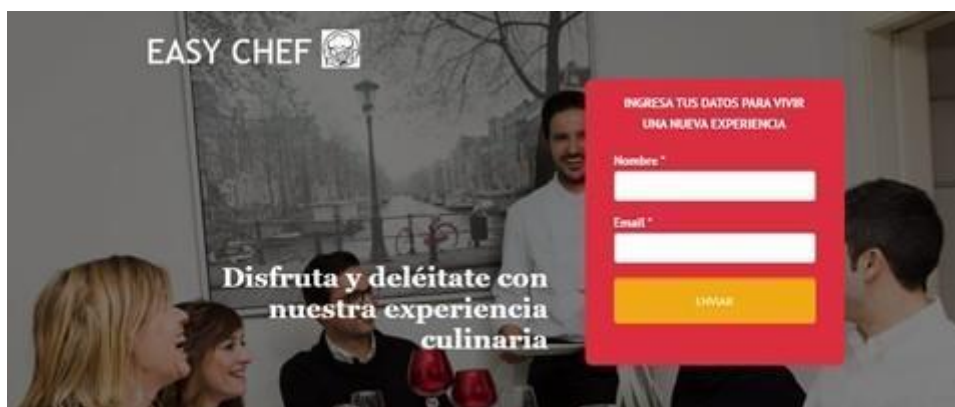 EASY CHEF
INGRESA TUS DATOS PARA VIVIR
UNA NUEVA EXPERIENCIA
Nombre *
Email *
ENVIAR
Disfruta y deléitate con
nuestra experiencia
culinaria